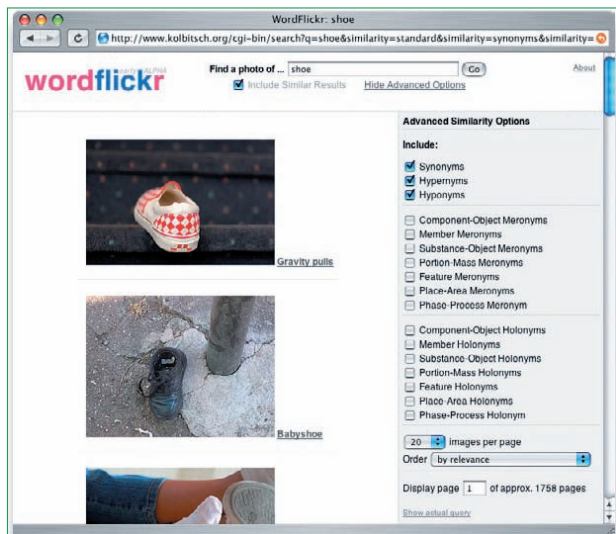 WordFlickr: shoe
http://www.kolbitsch.org/cgi-bin/search?q=shoe&similarity=standard&similarity=synonyms&similarity=
wordflickr
ALPHA
Find a photo of ... shoe Go
About
Include Similar Results Hide Advanced Options
Gravity pulls
Babyshoe
Advanced Similarity Options
Include:
Synonyms
Hypernyms
Hyponyms
Component-Object Meronyms
Member Meronyms
Substance-Object Meronyms
Portion-Mass Meronyms
Feature Meronyms
Place-Area Meronyms
Phase-Process Meronym
Component-Object Holonyms
Member Holonyms
Substance-Object Holonyms
Portion-Mass Holonyms
Feature Holonyms
Place-Area Holonyms
Phase-Process Holonym
20 images per page
Order by relevance
Display page 1 of approx. 1758 pages
Show actual query